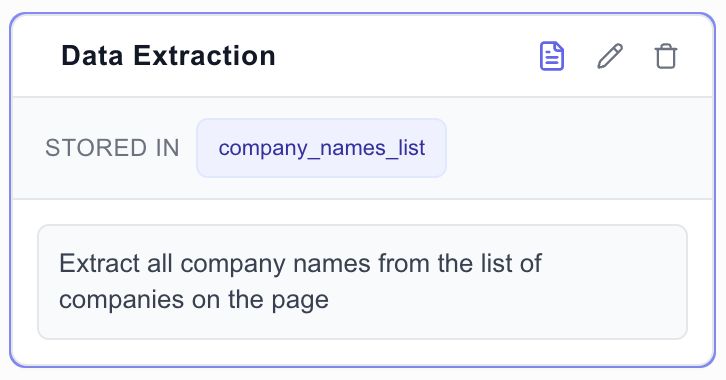 Data Extraction
STORED IN company_names_list
Extract all company names from the list of
companies on the page